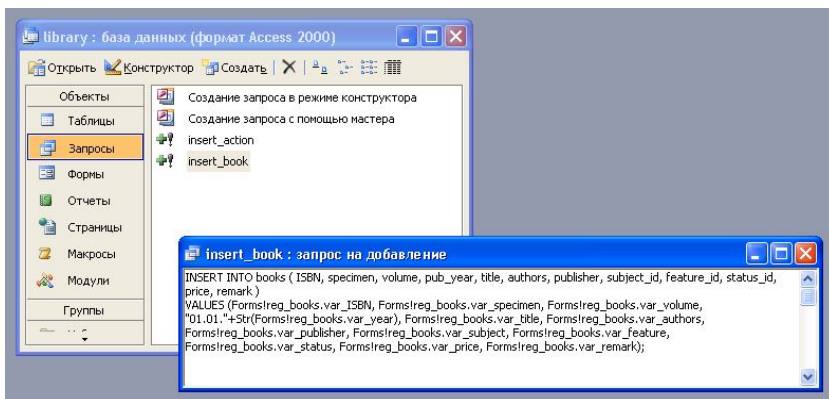 library : база данных (формат Access 2000)
Открыть Конструктор Создать
Объекты
Таблицы
Запросы
Формы
Отчеты
Страницы
Макросы
Модули
Группы
Создание запроса в режиме конструктора
Создание запроса с помощью мастера
insert_action
insert_book
insert_book : запрос на добавление
INSERT INTO books ( ISBN, specimen, volume, pub_year, title, authors, publisher, subject_id, feature_id, status_id,
price, remark )
VALUES (Forms!reg_books.var_ISBN, Forms!reg_books.var_specimen, Forms!reg_books.var_volume,
"01.01."+Str(Forms!reg_books.var_year), Forms!reg_books.var_title, Forms!reg_books.var_authors,
Forms!reg_books.var_publisher, Forms!reg_books.var_subject, Forms!reg_books.var_feature,
Forms!reg_books.var_status, Forms!reg_books.var_price, Forms!reg_books.var_remark);